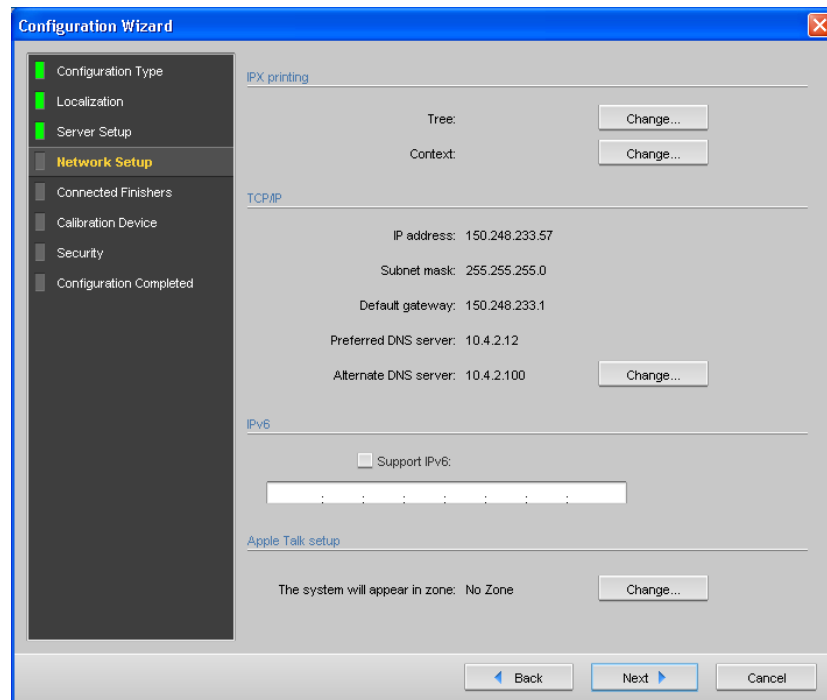 Configuration Wizard
Configuration Type
Localization
Server Setup
Network Setup
Connected Finishers
Calibration Device
Security
Configuration Completed
IPX printing
Tree: Change...
Context: Change...
TCP/IP
IP address: 150.248.233.57
Subnet mask: 255.255.255.0
Default gateway: 150.248.233.1
Preferred DNS server: 10.4.2.12
Alternate DNS server: 10.4.2.100 Change...
IPv6
Support IPv6:
: : : : : : :
Apple Talk setup
The system will appear in zone: No Zone Change...
Back Next Cancel